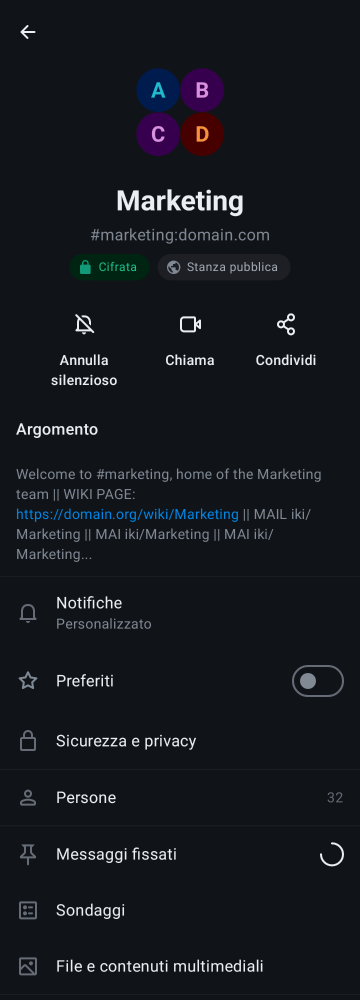 A B
C D
Marketing
#marketing:domain.com
Cifrata Stanza pubblica
Annulla silenzioso Chiama Condividi
Argomento
Welcome to #marketing, home of the Marketing
team || WIKI PAGE:
https://domain.org/wiki/Marketing || MAIL iki/
Marketing || MAI iki/Marketing || MAI iki/
Marketing...
Notifiche
Personalizzato
Preferiti
Sicurezza e privacy
Persone 32
Messaggi fissati
Sondaggi
File e contenuti multimediali